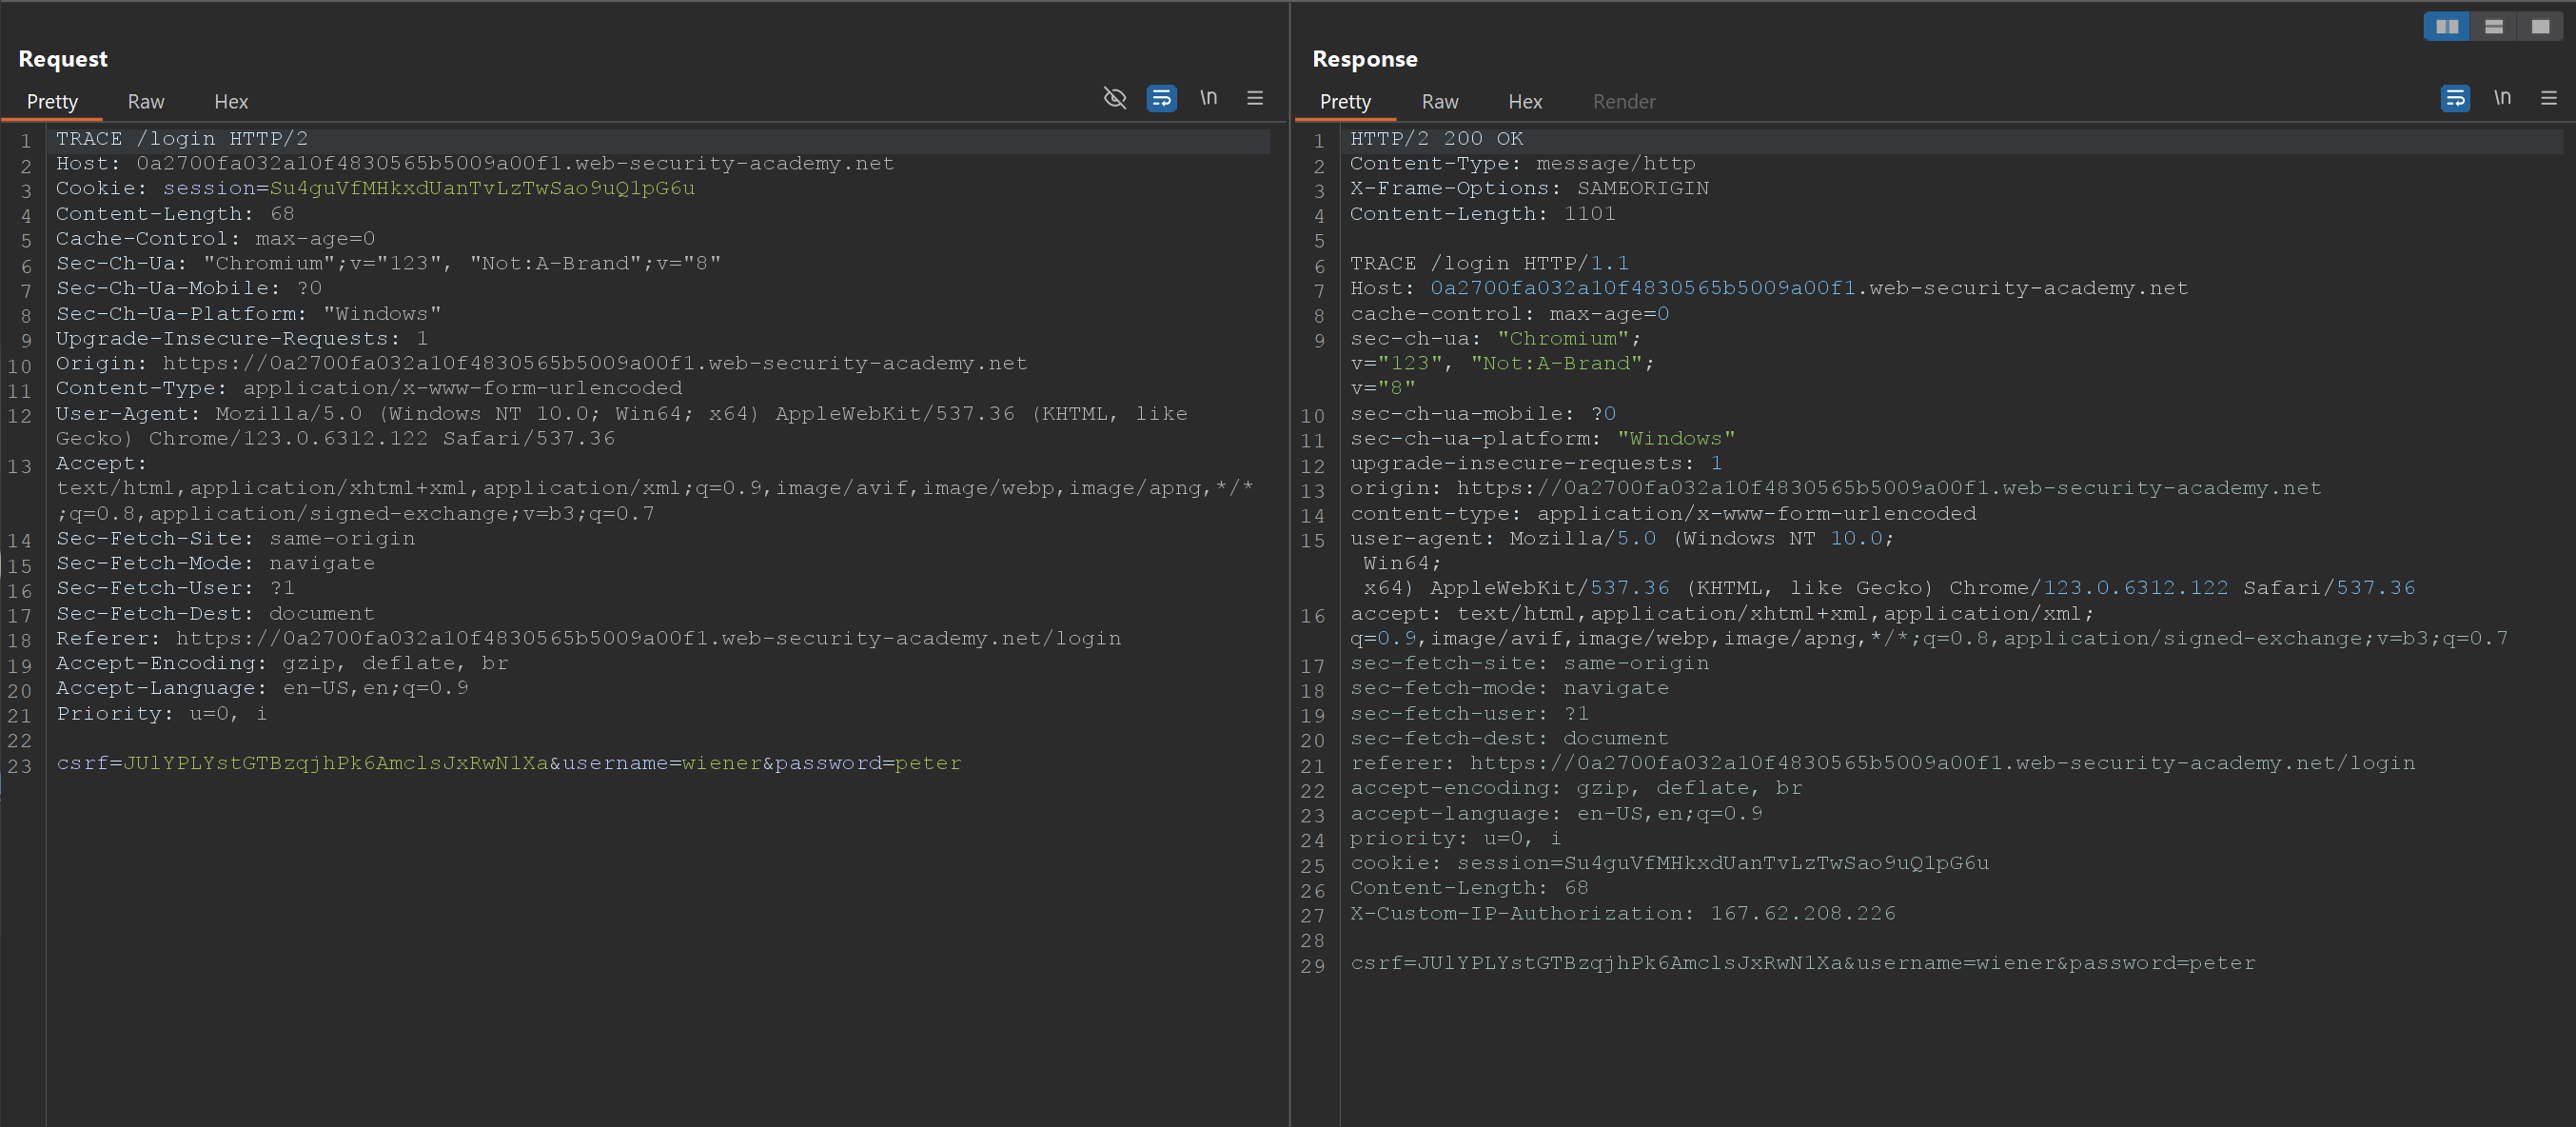 Request
Pretty Raw Hex
\n
1 TRACE /login HTTP/2
2 Host: 0a2700fa032a10f4830565b5009a00f1.web-security-academy.net
3 Cookie: session=Su4guVfMHkxdUanTvLzTwSao9uQ1pG6u
4 Content-Length: 68
5 Cache-Control: max-age=0
6 Sec-Ch-Ua: "Chromium";v="123", "Not:A-Brand";v="8"
7 Sec-Ch-Ua-Mobile: ?0
8 Sec-Ch-Ua-Platform: "Windows"
9 Upgrade-Insecure-Requests: 1
10 Origin: https://0a2700fa032a10f4830565b5009a00f1.web-security-academy.net
11 Content-Type: application/x-www-form-urlencoded
12 User-Agent: Mozilla/5.0 (Windows NT 10.0; Win64; x64) AppleWebKit/537.36 (KHTML, like
Gecko) Chrome/123.0.6312.122 Safari/537.36
13 Accept:
text/html,application/xhtml+xml,application/xml;q=0.9,image/avif,image/webp,image/apng,*/*
;q=0.8,application/signed-exchange;v=b3;q=0.7
14 Sec-Fetch-Site: same-origin
15 Sec-Fetch-Mode: navigate
16 Sec-Fetch-User: ?1
17 Sec-Fetch-Dest: document
18 Referer: https://0a2700fa032a10f4830565b5009a00f1.web-security-academy.net/login
19 Accept-Encoding: gzip, deflate, br
20 Accept-Language: en-US,en;q=0.9
21 Priority: u=0, i
22
23 csrf=JUlYPLYstGTBzqjhPk6AmclsJxRwN1Xa&username=wiener&password=peter
Response
Pretty Raw Hex Render
\n
1 HTTP/2 200 OK
2 Content-Type: message/http
3 X-Frame-Options: SAMEORIGIN
4 Content-Length: 1101
5
6 TRACE /login HTTP/1.1
7 Host: 0a2700fa032a10f4830565b5009a00f1.web-security-academy.net
8 cache-control: max-age=0
9 sec-ch-ua: "Chromium";
v="123", "Not:A-Brand";
v="8"
10 sec-ch-ua-mobile: ?0
11 sec-ch-ua-platform: "Windows"
12 upgrade-insecure-requests: 1
13 origin: https://0a2700fa032a10f4830565b5009a00f1.web-security-academy.net
14 content-type: application/x-www-form-urlencoded
15 user-agent: Mozilla/5.0 (Windows NT 10.0;
Win64;
x64) AppleWebKit/537.36 (KHTML, like Gecko) Chrome/123.0.6312.122 Safari/537.36
16 accept: text/html,application/xhtml+xml,application/xml;
q=0.9,image/avif,image/webp,image/apng,*/*;q=0.8,application/signed-exchange;v=b3;q=0.7
17 sec-fetch-site: same-origin
18 sec-fetch-mode: navigate
19 sec-fetch-user: ?1
20 sec-fetch-dest: document
21 referer: https://0a2700fa032a10f4830565b5009a00f1.web-security-academy.net/login
22 accept-encoding: gzip, deflate, br
23 accept-language: en-US,en;q=0.9
24 priority: u=0, i
25 cookie: session=Su4guVfMHkxdUanTvLzTwSao9uQ1pG6u
26 Content-Length: 68
27 X-Custom-IP-Authorization: 167.62.208.226
28
29 csrf=JUlYPLYstGTBzqjhPk6AmclsJxRwN1Xa&username=wiener&password=peter